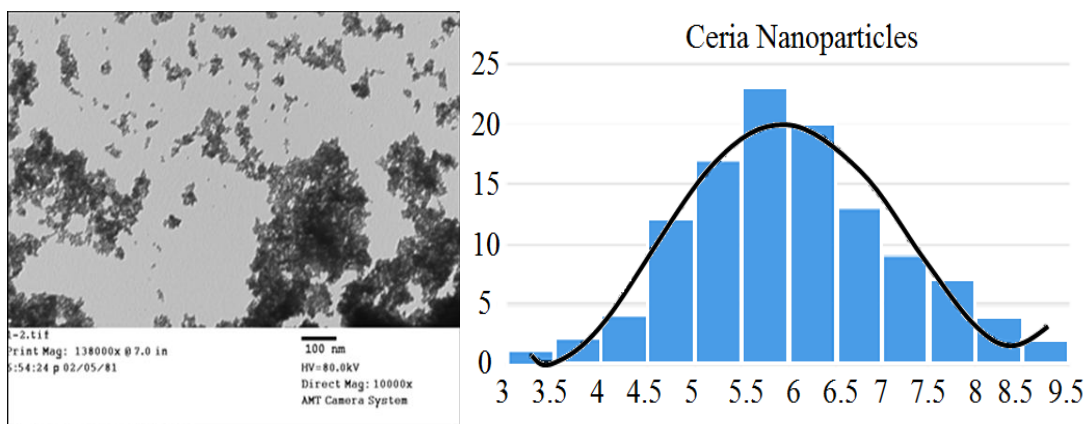 1-2.tif
Print Mag: 138000x @ 7.0 in
5:54:24 p 02/05/81
100 nm
HV=80.0kV
Direct Mag: 10000x
AMT Camera System
Ceria Nanoparticles
25
20
15
10
5
0
3 3.5 4 4.5 5 5.5 6 6.5 7 7.5 8 8.5 9.5